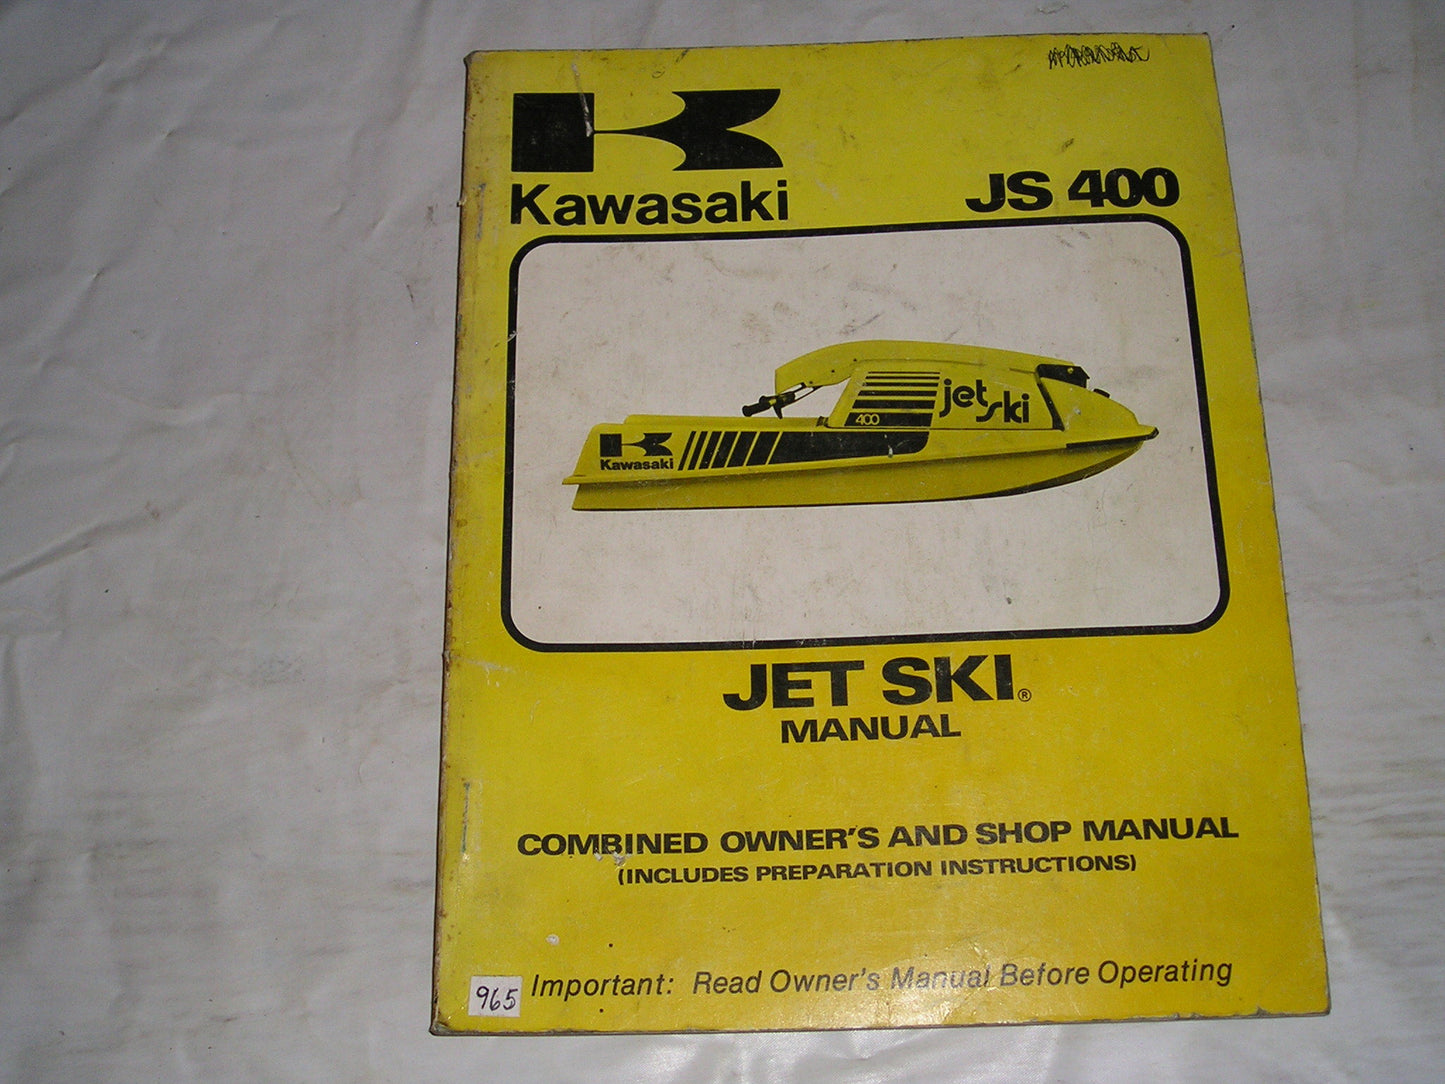 Kawasaki
JS 400
jet ski
400
Kawasaki
JET SKI®
MANUAL
COMBINED OWNER'S AND SHOP MANUAL
(INCLUDES PREPARATION INSTRUCTIONS)
965
Important: Read Owner's Manual Before Operating